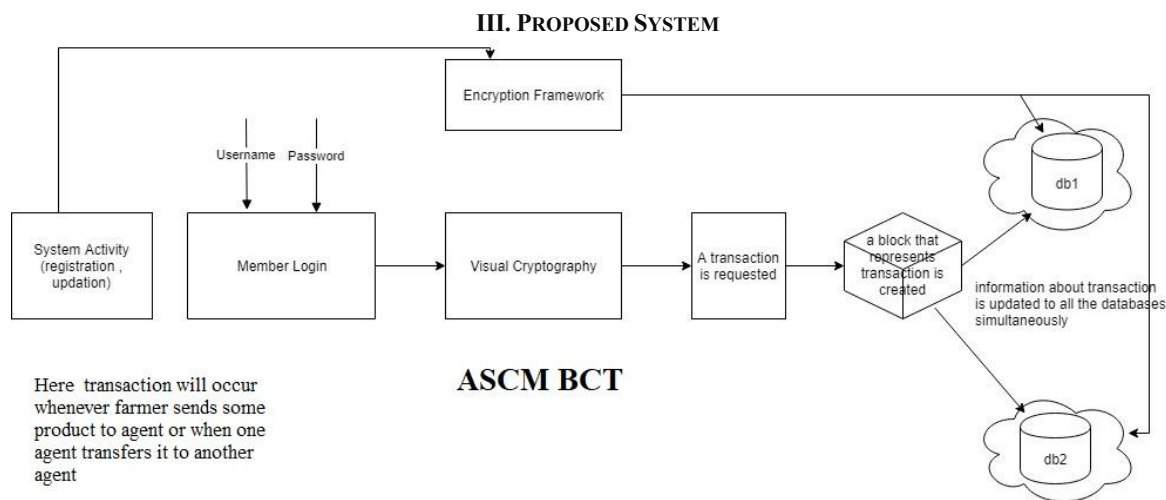 III. PROPOSED SYSTEM
Encryption Framework
Username
Password
db1
System Activity
(registration ,
updation)
Member Login
Visual Cryptography
A transaction
is requested
a block that
represents
transaction is
created
information about transaction
is updated to all the databases
simultaneously
ASCM BCT
Here transaction will occur
whenever farmer sends some
product to agent or when one
agent transfers it to another
agent
db2